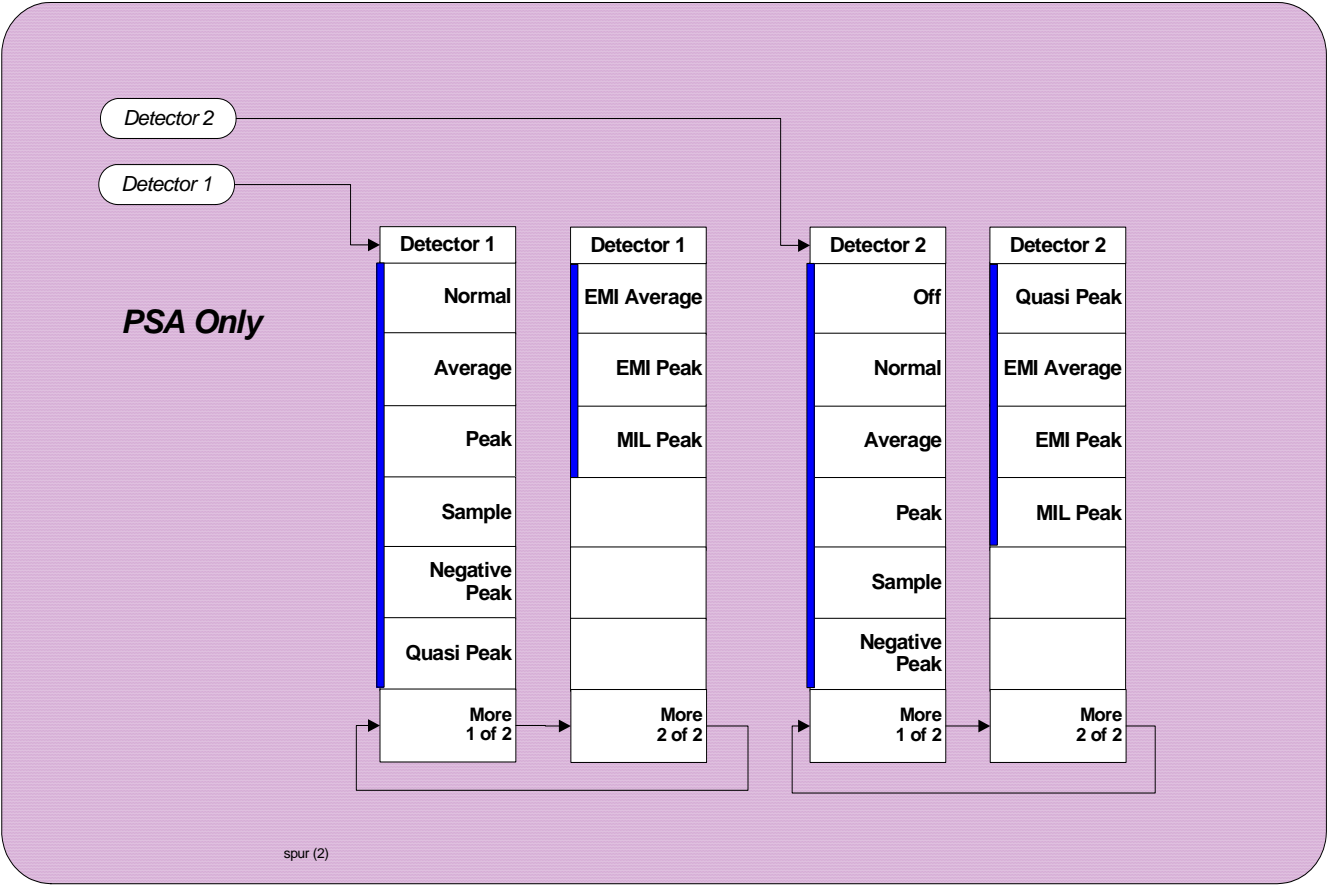 Detector 2
Detector 1
PSA Only
Detector 1
Normal
Average
Peak
Sample
Negative
Peak
Quasi Peak
More
1 of 2
Detector 1
EMI Average
EMI Peak
MIL Peak
More
2 of 2
Detector 2
Off
Normal
Average
Peak
Sample
Negative
Peak
More
1 of 2
Detector 2
Quasi Peak
EMI Average
EMI Peak
MIL Peak
More
2 of 2
spur (2)